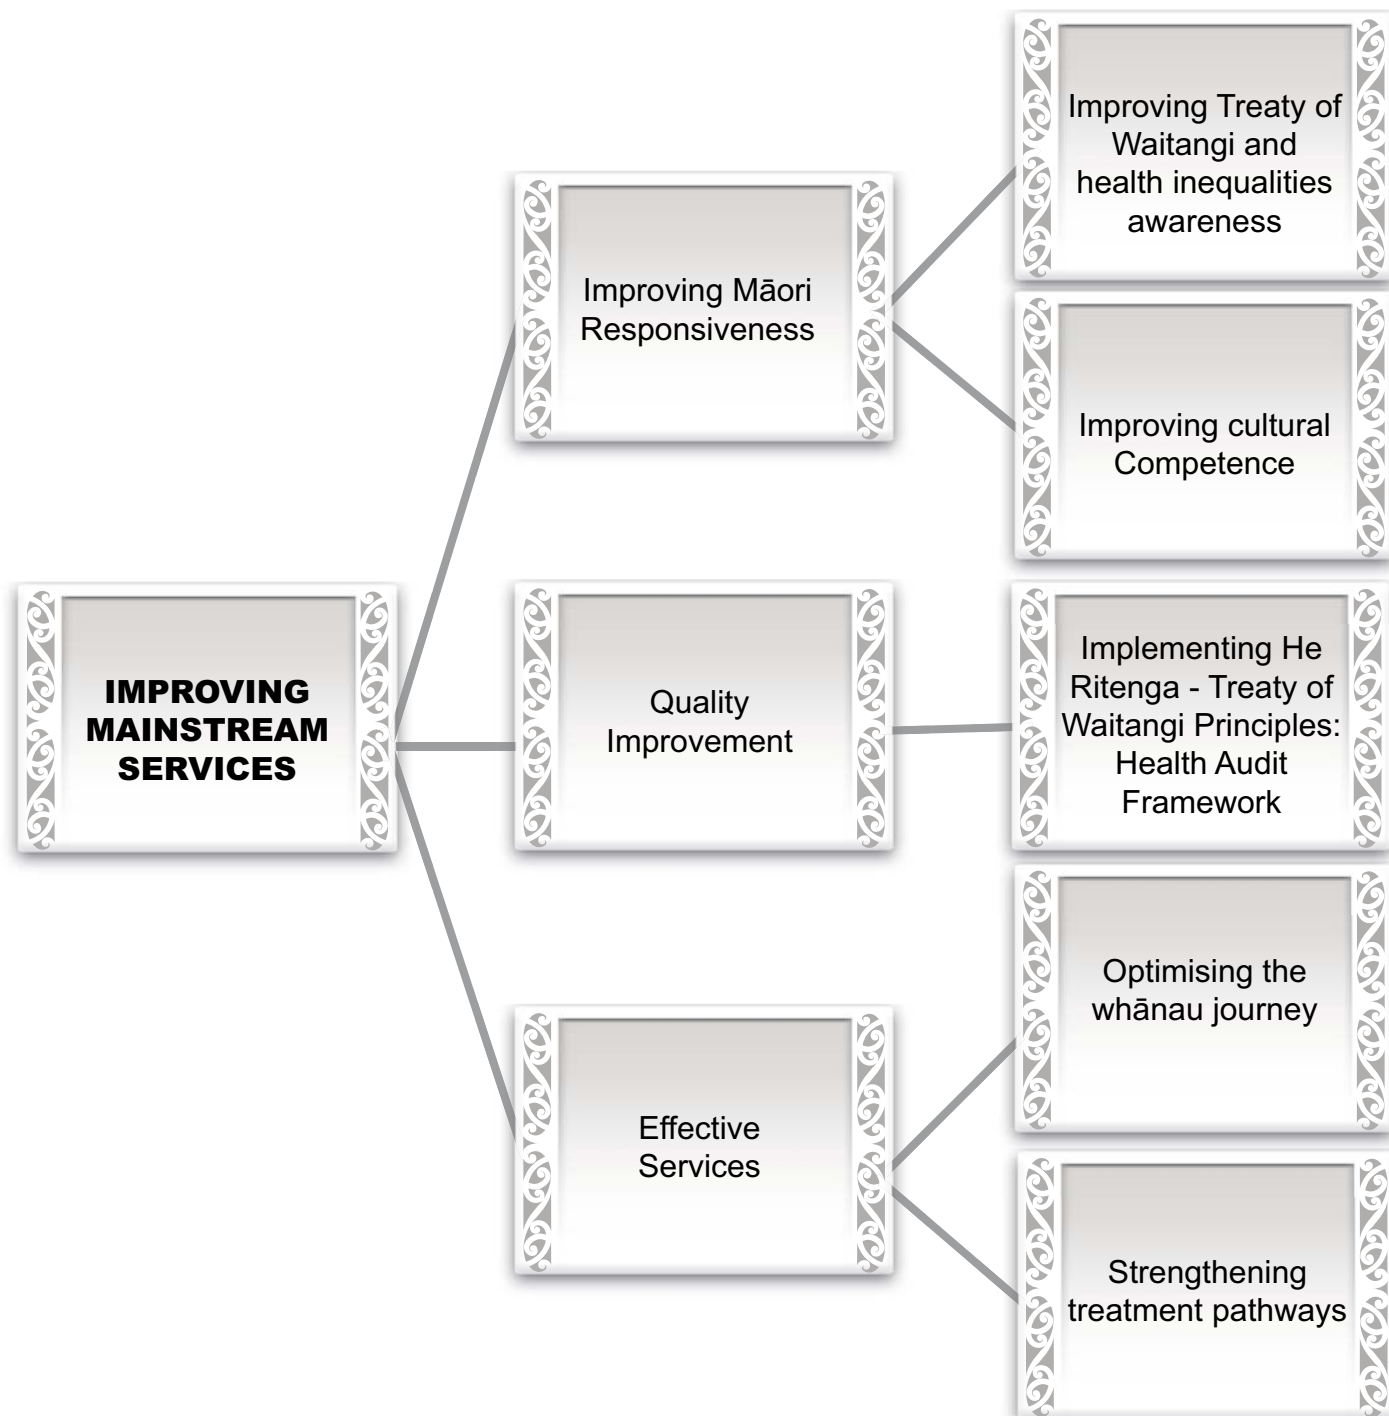 IMPROVING
MAINSTREAM
SERVICES
Improving Māori
Responsiveness
Improving Treaty of
Waitangi and
health inequalities
awareness
Improving cultural
Competence
Quality
Improvement
Implementing He
Ritenga - Treaty of
Waitangi Principles:
Health Audit
Framework
Effective
Services
Optimising the
whānau journey
Strengthening
treatment pathways